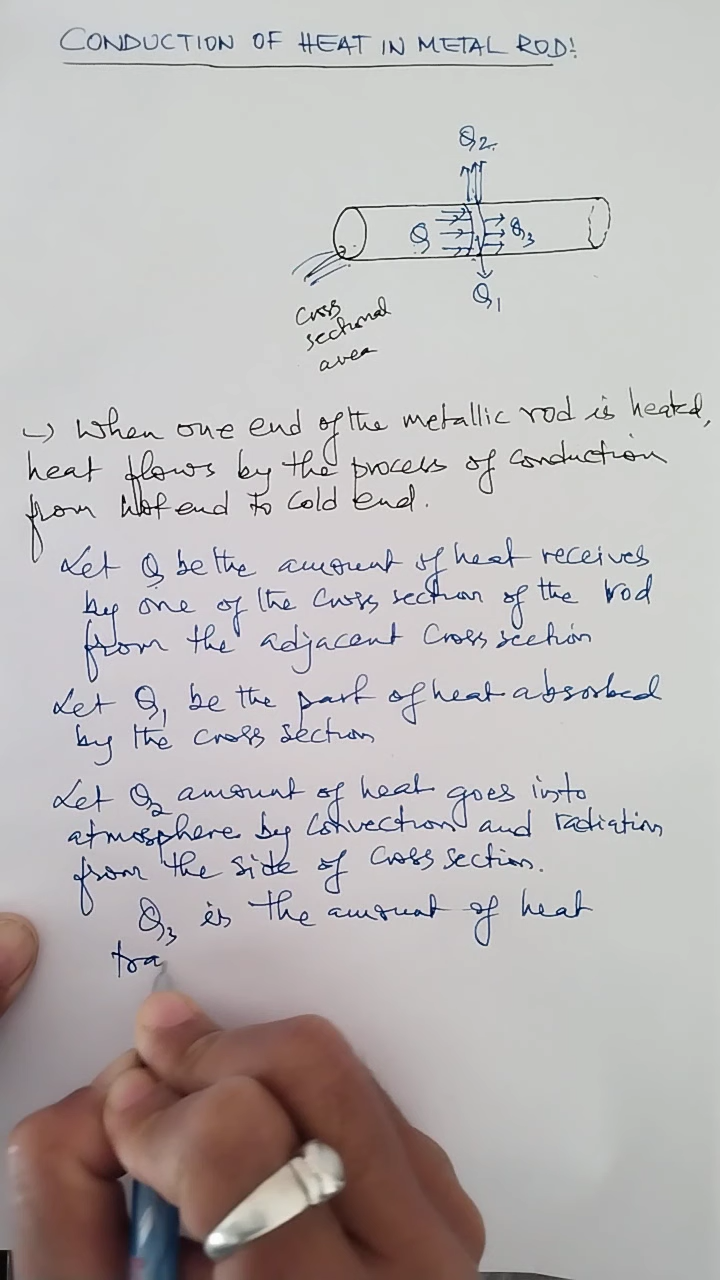 CONDUCTION OF HEAT IN METAL ROD!
Q2
Q
Q3
Q1
Cross
sectional
area
→ When one end of the metallic rod is heated,
heat flows by the process of conduction
from hot end to cold end.
Let Q be the amount of heat receives
by one of the cross section of the rod
from the adjacent cross section
Let Q1 be the part of heat absorbed
by the cross section
Let Q2 amount of heat goes into
atmosphere by convection and radiation
from the side of cross section.
Q3 is the amount of heat
tra